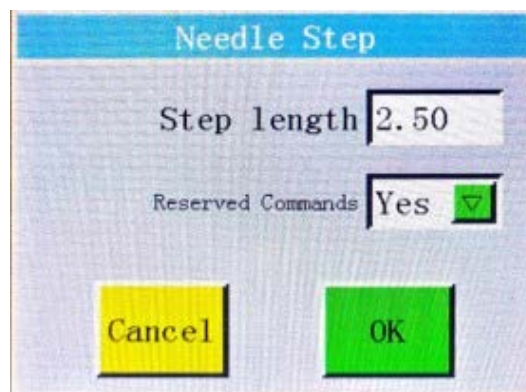 Needle Step
Step length 2.50
Reserved Commands Yes
Cancel OK